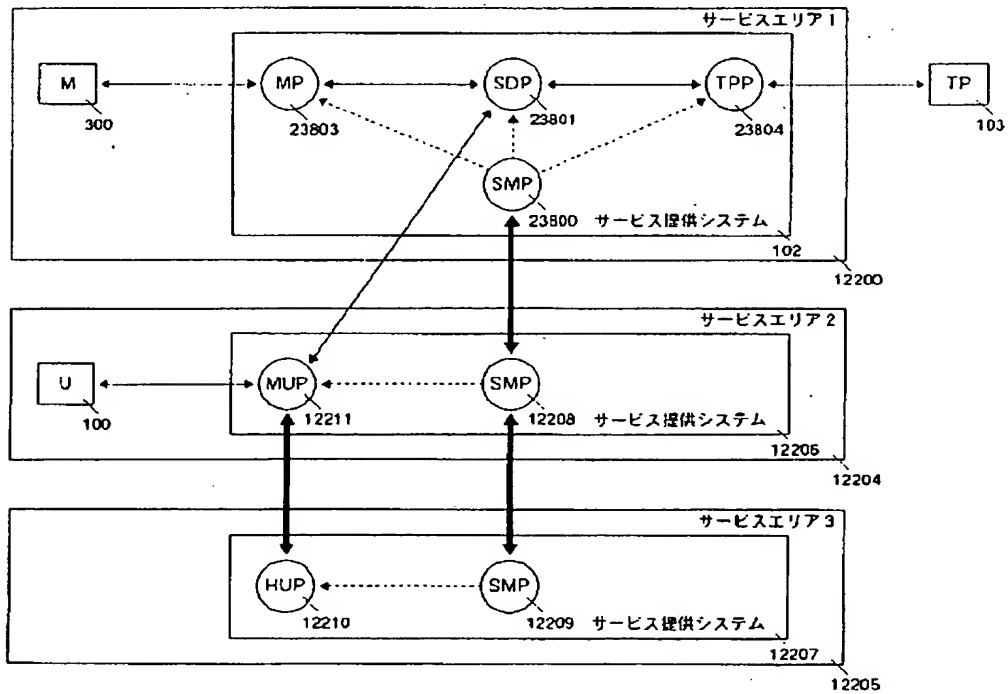 サービスエリア1
M
300
MP
23803
SDP
23801
TPP
23804
TP
103
SMP
23800
サービス提供システム
102
12200
サービスエリア2
U
100
MUP
12211
SMP
12208
サービス提供システム
12206
12204
サービスエリア3
HUP
12210
SMP
12209
サービス提供システム
12207
12205